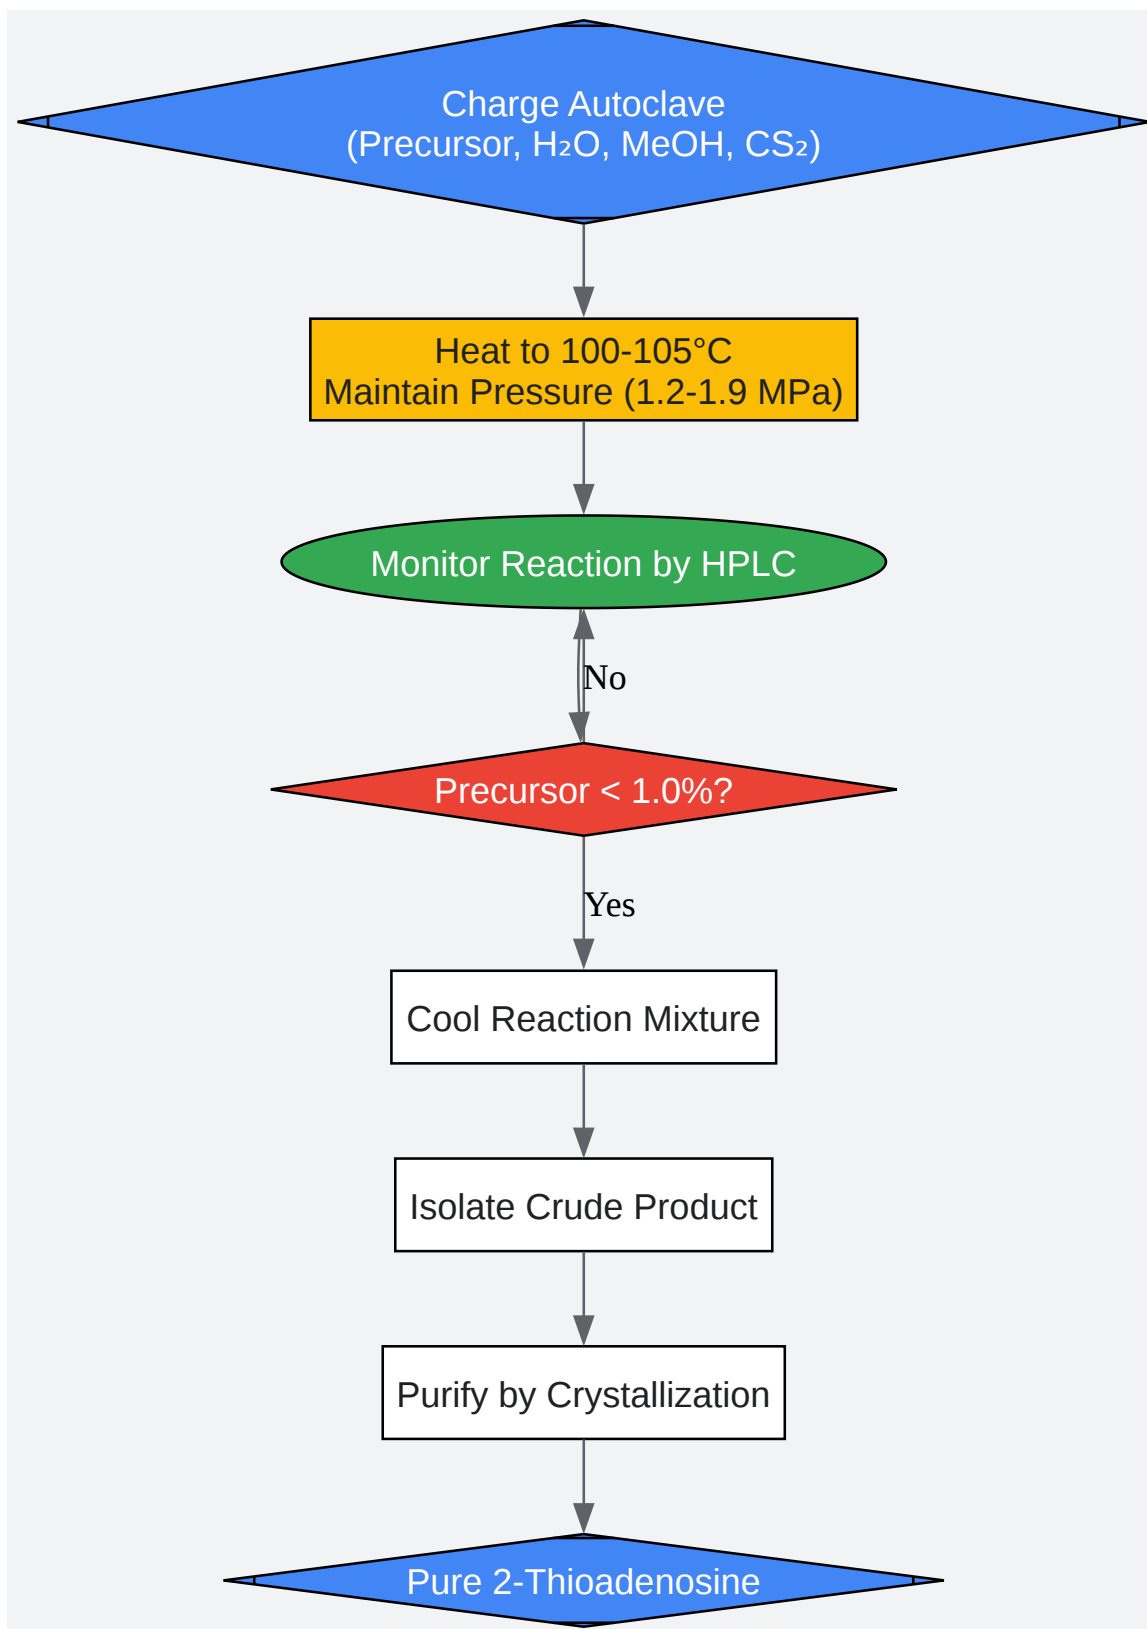 Charge Autoclave
(Precursor, H₂O, MeOH, CS₂)
Heat to 100-105°C
Maintain Pressure (1.2-1.9 MPa)
Monitor Reaction by HPLC
No
Precursor < 1.0%?
Yes
Cool Reaction Mixture
Isolate Crude Product
Purify by Crystallization
Pure 2-Thioadenosine